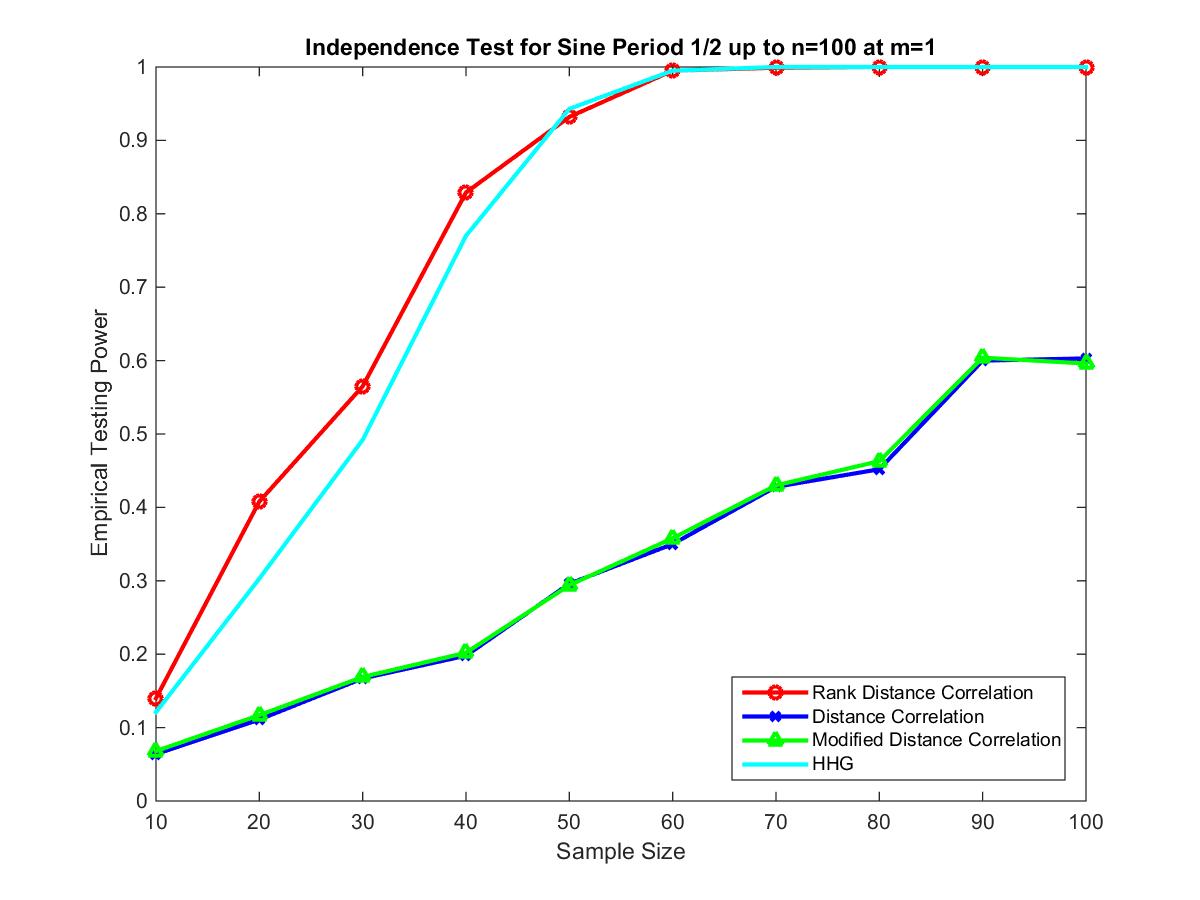 Independence Test for Sine Period 1/2 up to n=100 at m=1
1
0.9
0.8
0.7
0.6
0.5
0.4
0.3
0.2
0.1
0
Empirical Testing Power
10 20 30 40 50 60 70 80 90 100
Sample Size
Rank Distance Correlation
Distance Correlation
Modified Distance Correlation
HHG